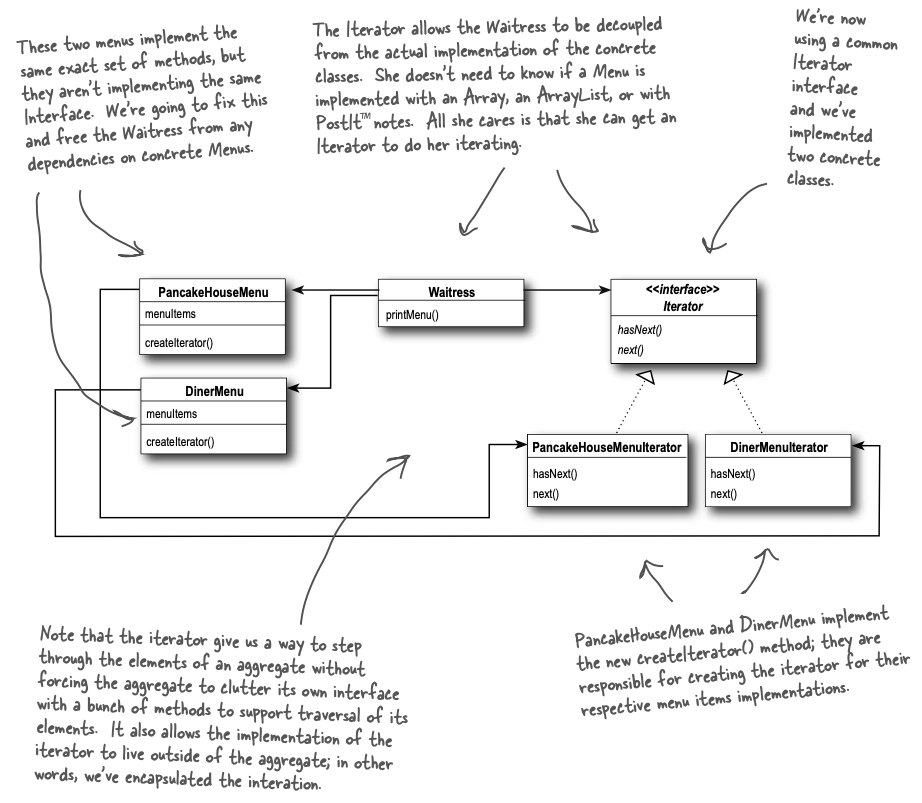 These two menus implement the
same exact set of methods, but
they aren't implementing the same
Interface. We're going to fix this
and free the Waitress from any
dependencies on concrete Menus.
The Iterator allows the Waitress to be decoupled
from the actual implementation of the concrete
classes. She doesn't need to know if a Menu is
implemented with an Array, an ArrayList, or with
PostIt™ notes. All she cares is that she can get an
Iterator to do her iterating.
We're now
using a common
Iterator
interface
and we've
implemented
two concrete
classes.
PancakeHouseMenu
menuItems
createIterator()
DinerMenu
menuItems
createIterator()
Waitress
printMenu()
<<interface>>
Iterator
hasNext()
next()
PancakeHouseMenuIterator
hasNext()
next()
DinerMenuIterator
hasNext()
next()
Note that the iterator give us a way to step
through the elements of an aggregate without
forcing the aggregate to clutter its own interface
with a bunch of methods to support traversal of its
elements. It also allows the implementation of the
iterator to live outside of the aggregate; in other
words, we've encapsulated the interation.
PancakeHouseMenu and DinerMenu implement
the new createIterator() method; they are
responsible for creating the iterator for their
respective menu items implementations.